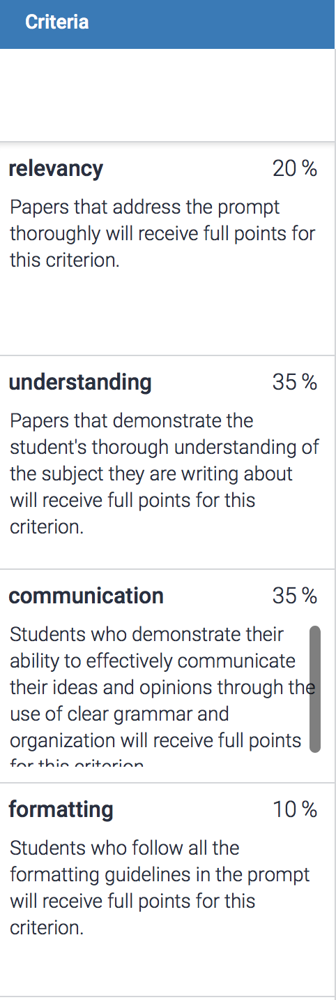 Criteria
relevancy 20 %
Papers that address the prompt
thoroughly will receive full points for
this criterion.
understanding 35 %
Papers that demonstrate the
student's thorough understanding of
the subject they are writing about
will receive full points for this
criterion.
communication 35 %
Students who demonstrate their
ability to effectively communicate
their ideas and opinions through the
use of clear grammar and
organization will receive full points
for this criterion
formatting 10 %
Students who follow all the
formatting guidelines in the prompt
will receive full points for this
criterion.